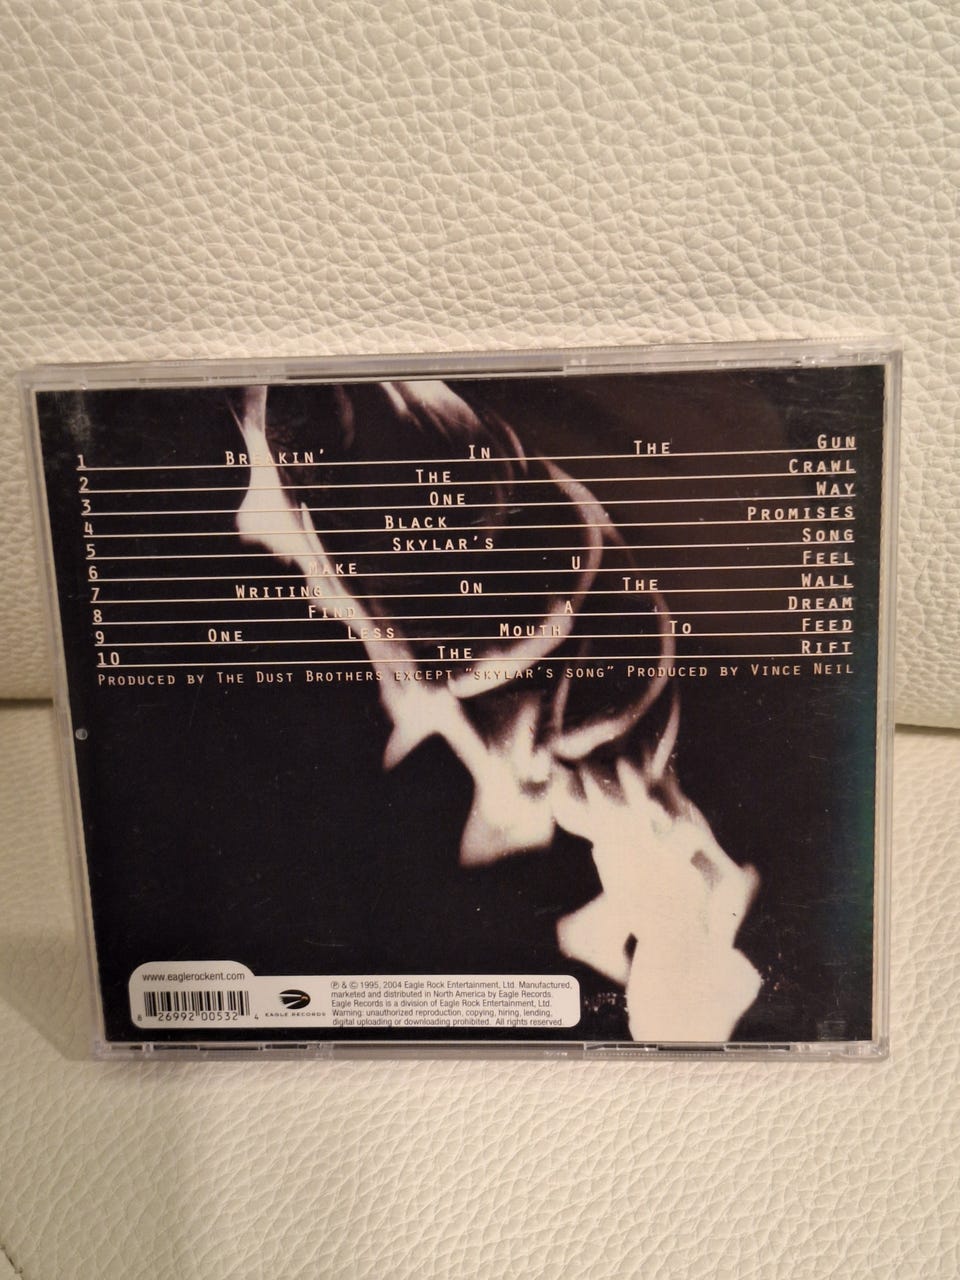 1 Breakin' In The Gun
2 The Crawl
3 One Way
4 Black Promises
5 Skylar's Song
6 Make U Feel
7 Writing On The Wall
8 Find A Dream
9 One Less Mouth To Feed
10 The Rift
Produced by The Dust Brothers except "Skylar's Song" Produced by Vince Neil
www.eaglerockent.com
8 26992 00532 4
EAGLE RECORDS
℗ & © 1995, 2004 Eagle Rock Entertainment, Ltd. Manufactured,
marketed and distributed in North America by Eagle Records.
Eagle Records is a division of Eagle Rock Entertainment, Ltd.
Warning: unauthorized reproduction, copying, hiring, lending,
digital uploading or downloading prohibited. All rights reserved.